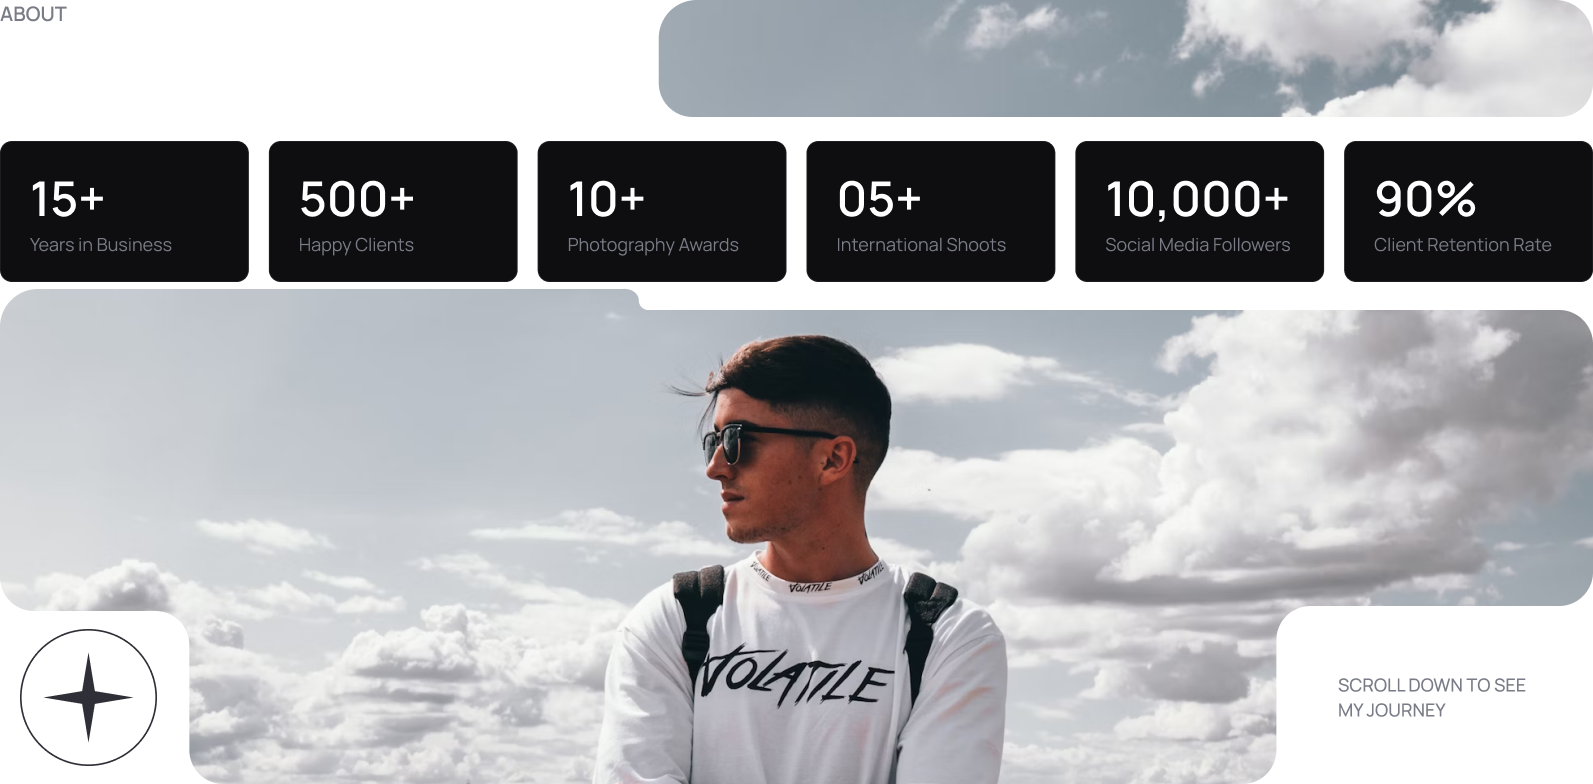 ABOUT
15+
Years in Business
500+
Happy Clients
10+
Photography Awards
05+
International Shoots
10,000+
Social Media Followers
90%
Client Retention Rate
VOLATILE
VOLATILE
VOLATILE
VOLATILE
SCROLL DOWN TO SEE
MY JOURNEY